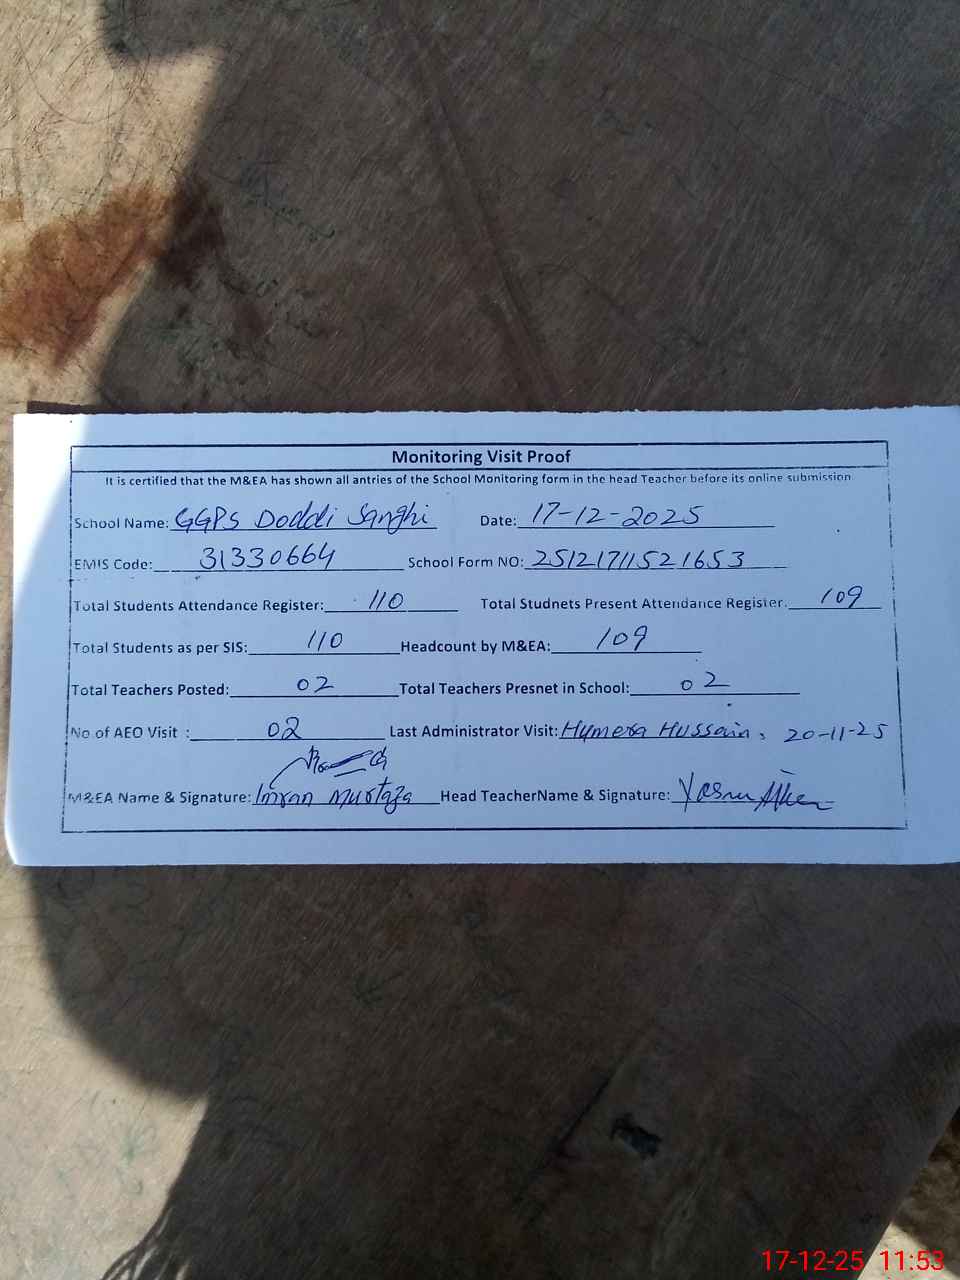 Monitoring Visit Proof
It is certified that the M&EA has shown all antries of the School Monitoring form in the head Teacher before its online submission
School Name: GGPS Doddi Sanghi Date: 17-12-2025
EMIS Code: 31330664 School Form NO: 25121711521653
Total Students Attendance Register: 110 Total Studnets Present Attendance Register. 109
Total Students as per SIS: 110 Headcount by M&EA: 109
Total Teachers Posted: 02 Total Teachers Presnet in School: 02
No of AEO Visit : 02 Last Administrator Visit: Hymera Hussain, 20-11-25
M&EA Name & Signature: Imran Murtaza Head TeacherName & Signature:
17-12-25 11:53